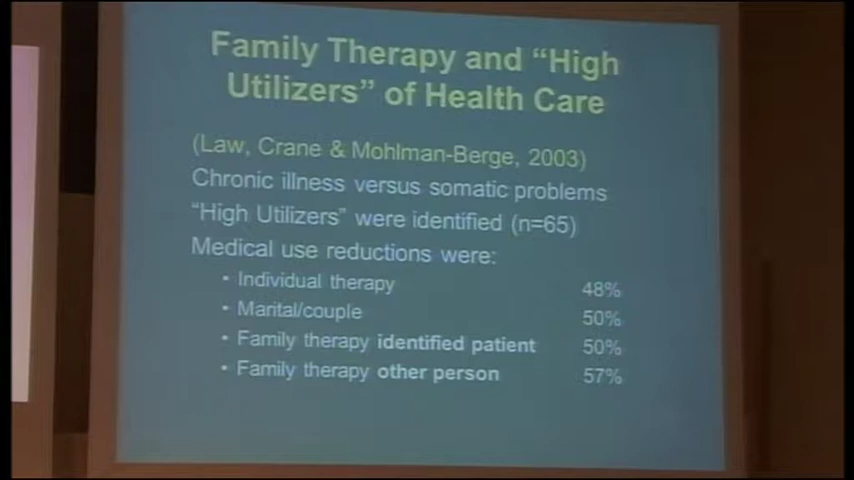 Family Therapy and “High
Utilizers” of Health Care
(Law, Crane & Mohlman-Berge, 2003)
Chronic illness versus somatic problems
“High Utilizers” were identified (n=65)
Medical use reductions were:
• Individual therapy 48%
• Marital/couple 50%
• Family therapy identified patient 50%
• Family therapy other person 57%